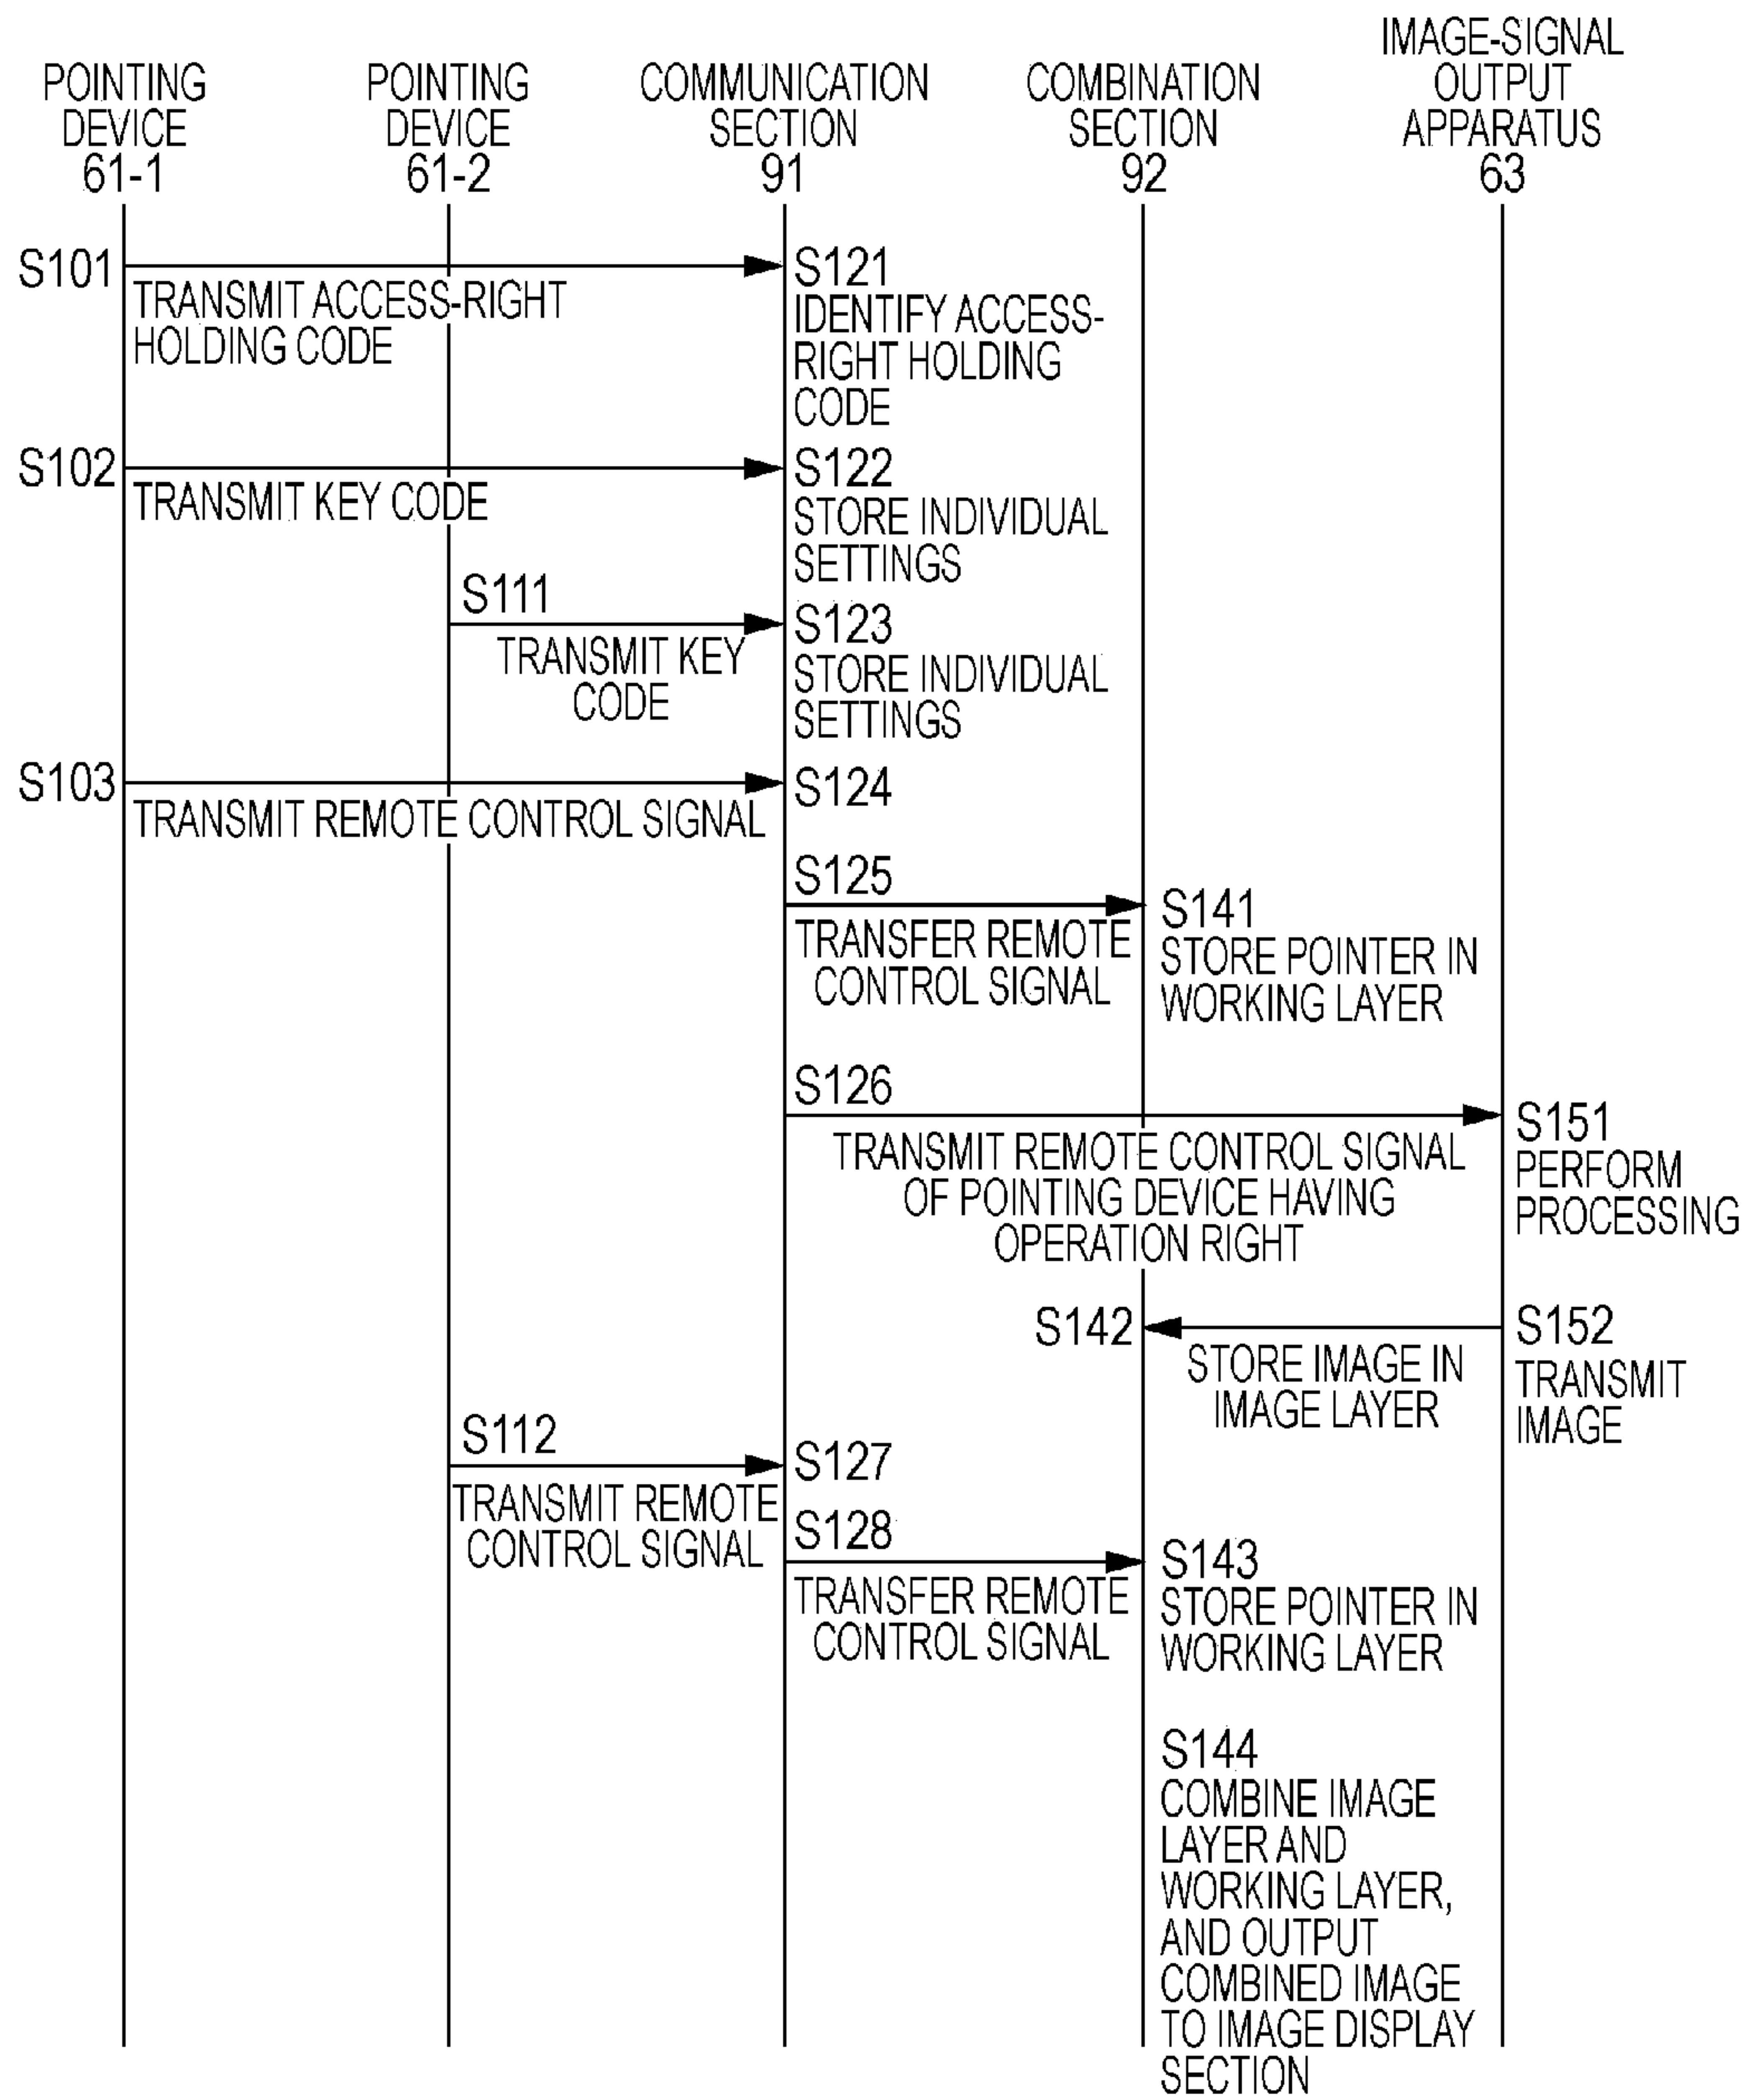 POINTING
DEVICE
61-1
POINTING
DEVICE
61-2
COMMUNICATION
SECTION
91
COMBINATION
SECTION
92
IMAGE-SIGNAL
OUTPUT
APPARATUS
63
S101
TRANSMIT ACCESS-RIGHT
HOLDING CODE
S121
IDENTIFY ACCESS-
RIGHT HOLDING
CODE
S102
TRANSMIT KEY CODE
S122
STORE INDIVIDUAL
SETTINGS
S111
TRANSMIT KEY
CODE
S123
STORE INDIVIDUAL
SETTINGS
S103
TRANSMIT REMOTE CONTROL SIGNAL
S124
S125
TRANSFER REMOTE
CONTROL SIGNAL
S141
STORE POINTER IN
WORKING LAYER
S126
TRANSMIT REMOTE CONTROL SIGNAL
OF POINTING DEVICE HAVING
OPERATION RIGHT
S151
PERFORM
PROCESSING
S142
STORE IMAGE IN
IMAGE LAYER
S152
TRANSMIT
IMAGE
S112
TRANSMIT REMOTE
CONTROL SIGNAL
S127
S128
TRANSFER REMOTE
CONTROL SIGNAL
S143
STORE POINTER IN
WORKING LAYER
S144
COMBINE IMAGE
LAYER AND
WORKING LAYER,
AND OUTPUT
COMBINED IMAGE
TO IMAGE DISPLAY
SECTION